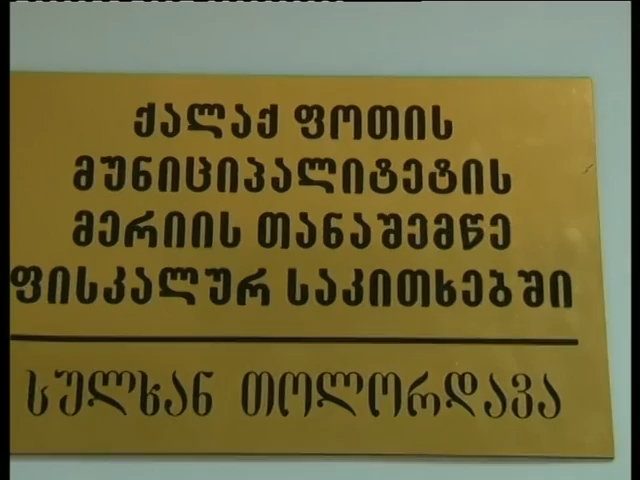 ქალაქ ფოთის
მუნიციპალიტეტის
მერიის თანაშემწე
ფისკალურ საკითხებში
სულხან თოლორდავა